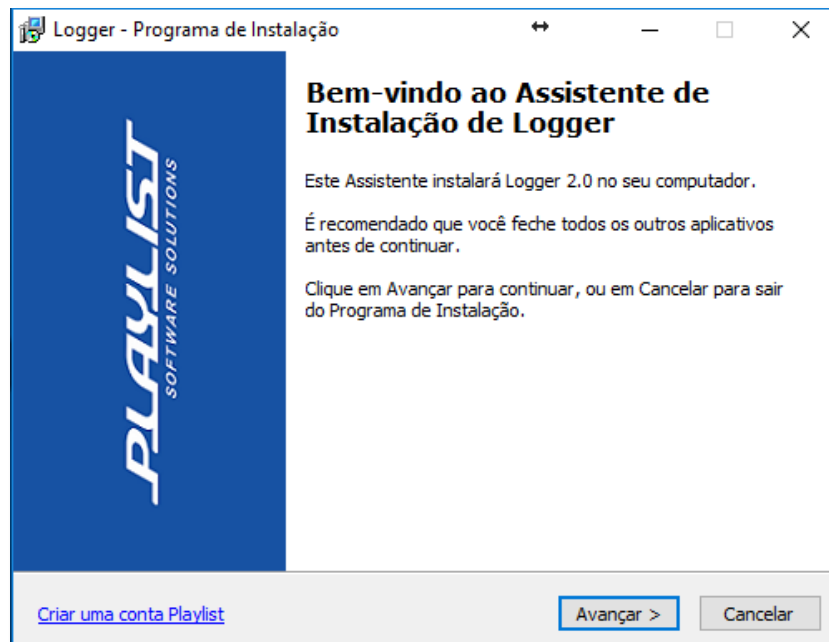 Logger - Programa de Instalação
PLAYLIST
SOFTWARE SOLUTIONS
Bem-vindo ao Assistente de
Instalação de Logger
Este Assistente instalará Logger 2.0 no seu computador.
É recomendado que você feche todos os outros aplicativos
antes de continuar.
Clique em Avançar para continuar, ou em Cancelar para sair
do Programa de Instalação.
Criar uma conta Playlist
Avançar >
Cancelar